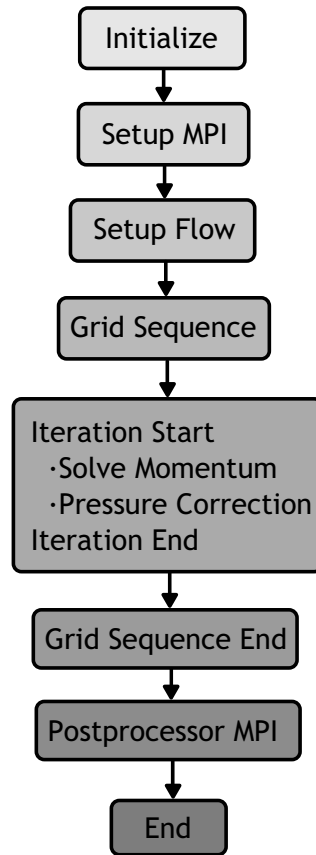 Initialize
Setup MPI
Setup Flow
Grid Sequence
Iteration Start
·Solve Momentum
·Pressure Correction
Iteration End
Grid Sequence End
Postprocessor MPI
End